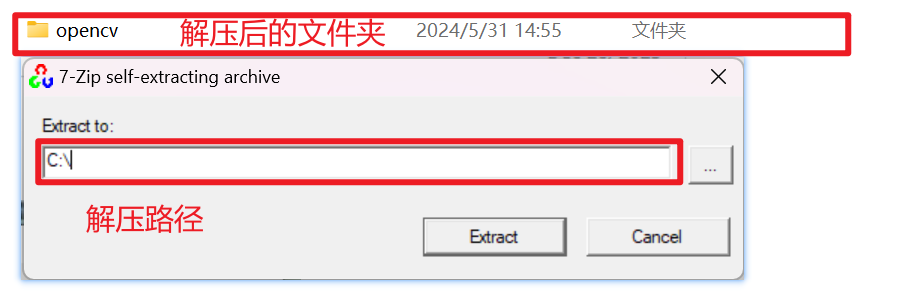 opencv 解压后的文件夹 2024/5/31 14:55 文件夹
7-Zip self-extracting archive
Extract to:
C:\
...
解压路径
Extract Cancel